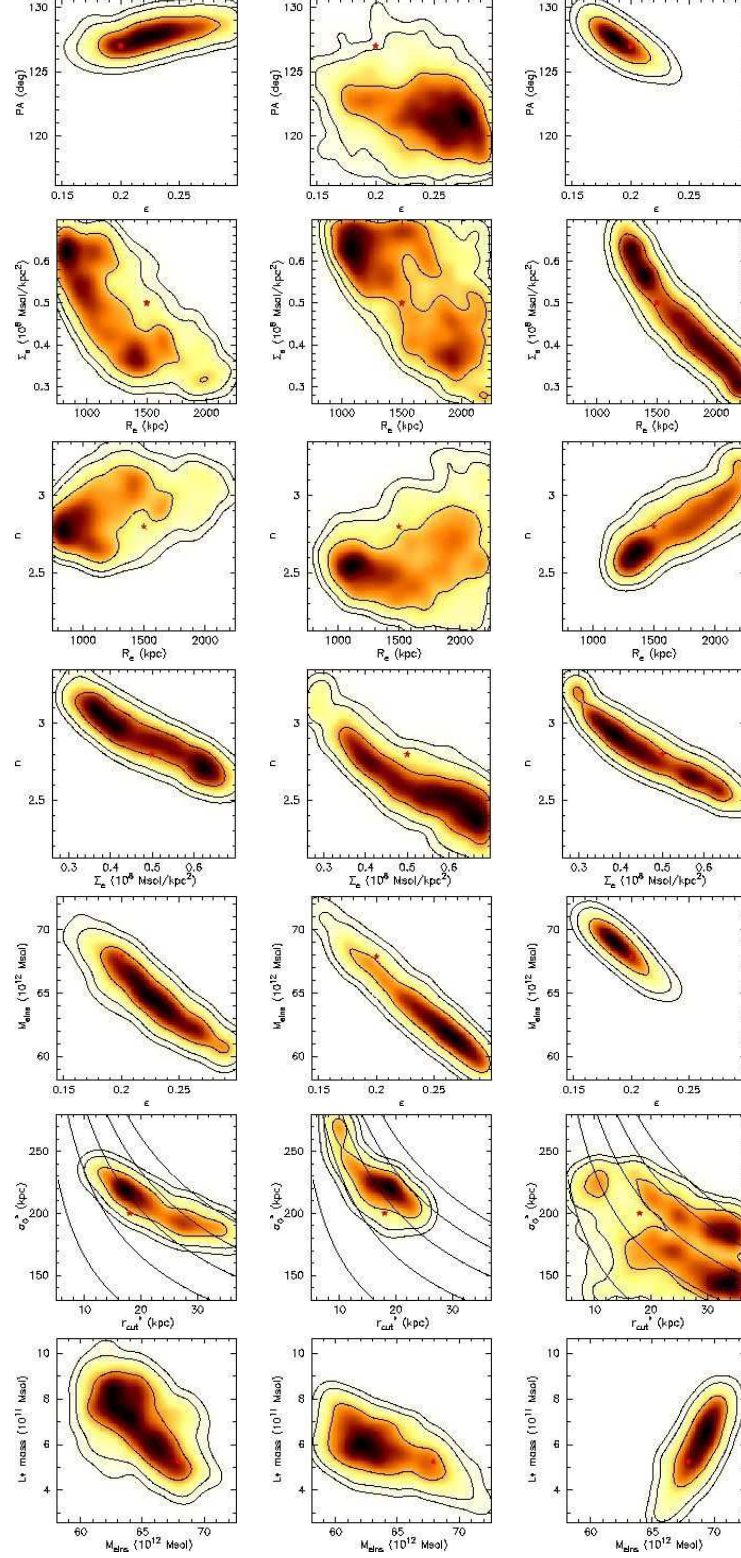 130 130 130
125 125 125
120 120 120
PA (deg) PA (deg) PA (deg)
0.15 0.2 0.25 0.15 0.2 0.25 0.15 0.2 0.25
ε ε ε
0.6 0.6 0.6
0.5 0.5 0.5
0.4 0.4 0.4
0.3 0.3 0.3
Σe (10⁸ Msol/kpc²) Σe (10⁸ Msol/kpc²) Σe (10⁸ Msol/kpc²)
1000 1500 2000 1000 1500 2000 1000 1500 2000
Re (kpc) Re (kpc) Re (kpc)
3 3 3
2.5 2.5 2.5
n n n
1000 1500 2000 1000 1500 2000 1000 1500 2000
Re (kpc) Re (kpc) Re (kpc)
3 3 3
2.5 2.5 2.5
n n n
0.3 0.4 0.5 0.6 0.3 0.4 0.5 0.6 0.3 0.4 0.5 0.6
Σe (10⁸ Msol/kpc²) Σe (10⁸ Msol/kpc²) Σe (10⁸ Msol/kpc²)
70 70 70
65 65 65
60 60 60
Meins (10¹² Msol) Meins (10¹² Msol) Meins (10¹² Msol)
0.15 0.2 0.25 0.15 0.2 0.25 0.15 0.2 0.25
ε ε ε
250 250 250
200 200 200
150 150 150
σ0* (kpc) σ0* (kpc) σ0* (kpc)
10 20 30 10 20 30 10 20 30
rcut* (kpc) rcut* (kpc) rcut* (kpc)
10 10 10
8 8 8
6 6 6
4 4 4
L* mass (10¹¹ Msol) L* mass (10¹¹ Msol) L* mass (10¹¹ Msol)
60 65 70 60 65 70 60 65 70
Meins (10¹² Msol) Meins (10¹² Msol) Meins (10¹² Msol)